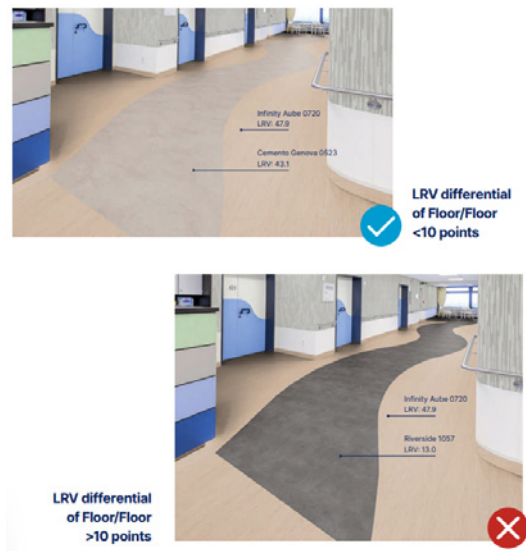 Infinity Aube 0720
LRV: 47.9
Cemento Genova 0523
LRV: 43.1
LRV differential
of Floor/Floor
<10 points
Infinity Aube 0720
LRV: 47.9
Riverside 1057
LRV: 13.0
LRV differential
of Floor/Floor
>10 points